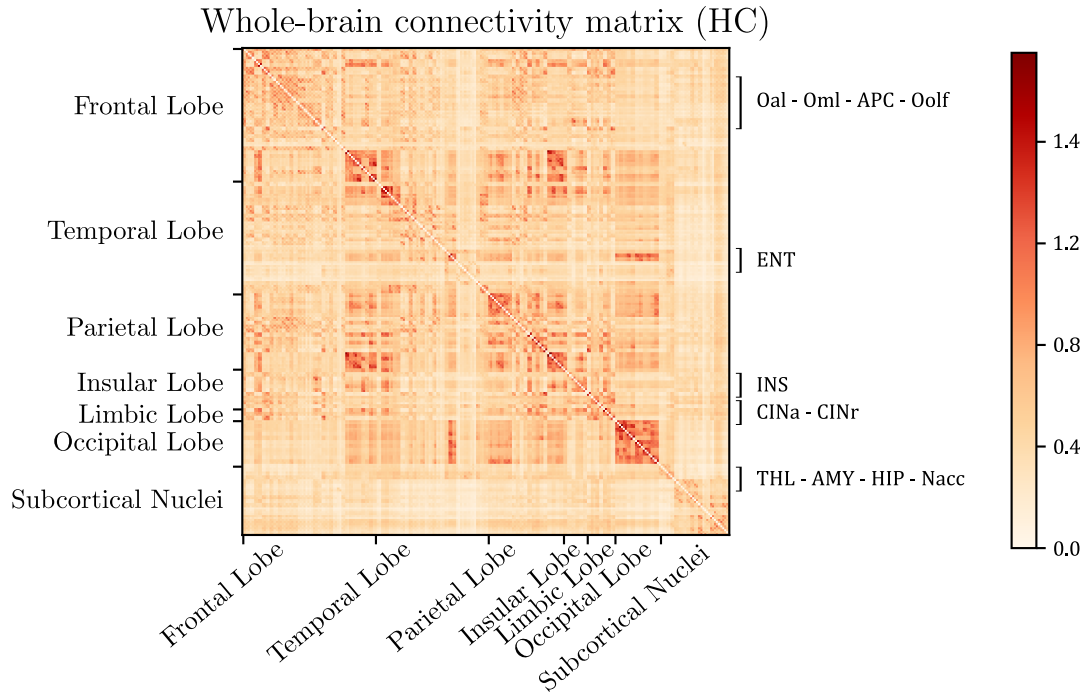 Whole-brain connectivity matrix (HC)
Frontal Lobe
Temporal Lobe
Parietal Lobe
Insular Lobe
Limbic Lobe
Occipital Lobe
Subcortical Nuclei
Oal - Oml - APC - Oolf
ENT
INS
CINa - CINr
THL - AMY - HIP - Nacc
1.4
1.2
0.4
0.0
Frontal Lobe
Temporal Lobe
Parietal Lobe
Insular Lobe
Limbic Lobe
Occipital Lobe
Subcortical Nuclei